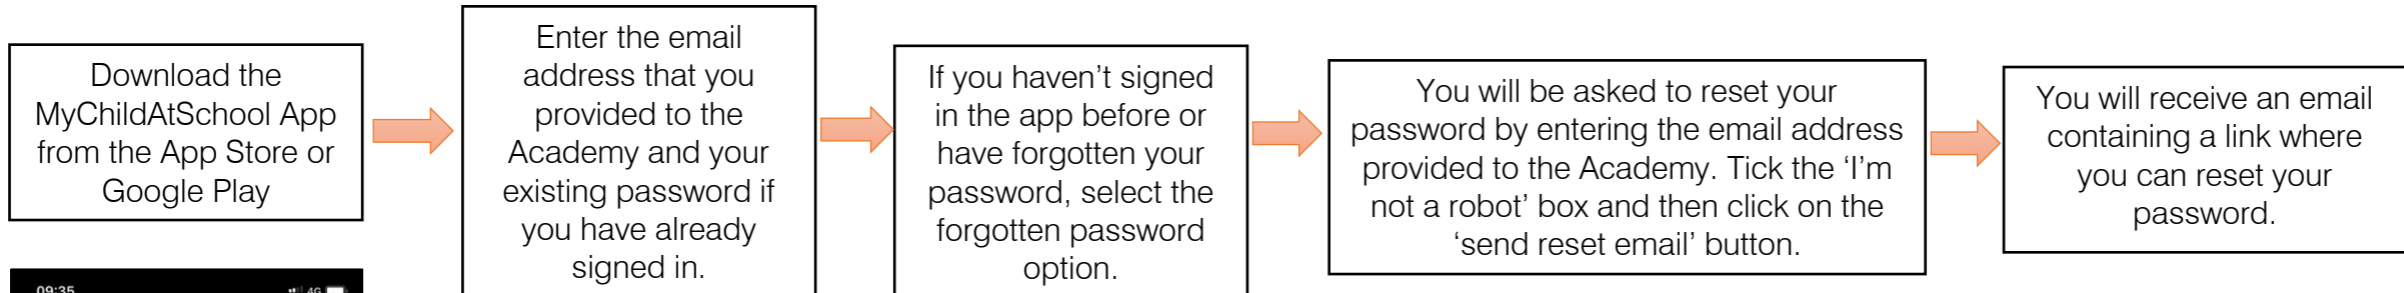 Download the
MyChildAtSchool App
from the App Store or
Google Play
Enter the email
address that you
provided to the
Academy and your
existing password if
you have already
signed in.
If you haven’t signed
in the app before or
have forgotten your
password, select the
forgotten password
option.
You will be asked to reset your
password by entering the email address
provided to the Academy. Tick the ‘I’m
not a robot’ box and then click on the
‘send reset email’ button.
You will receive an email
containing a link where
you can reset your
password.
09:35
4G